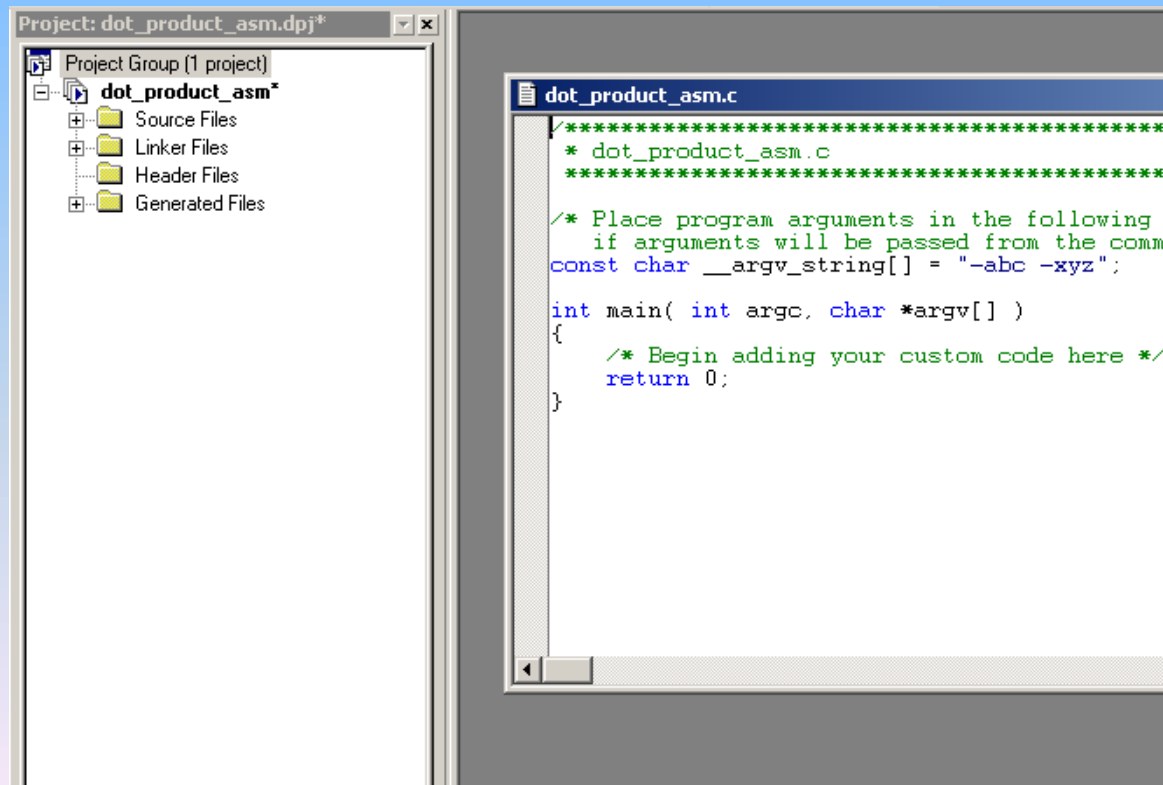 Project: dot_product_asm.dpj*
Project Group (1 project)
dot_product_asm*
Source Files
Linker Files
Header Files
Generated Files
dot_product_asm.c
/*******************************************
 * dot_product_asm.c
 *******************************************
/* Place program arguments in the following
   if arguments will be passed from the comm
const char __argv_string[] = "-abc -xyz";
int main( int argc, char *argv[] )
{
    /* Begin adding your custom code here */
    return 0;
}